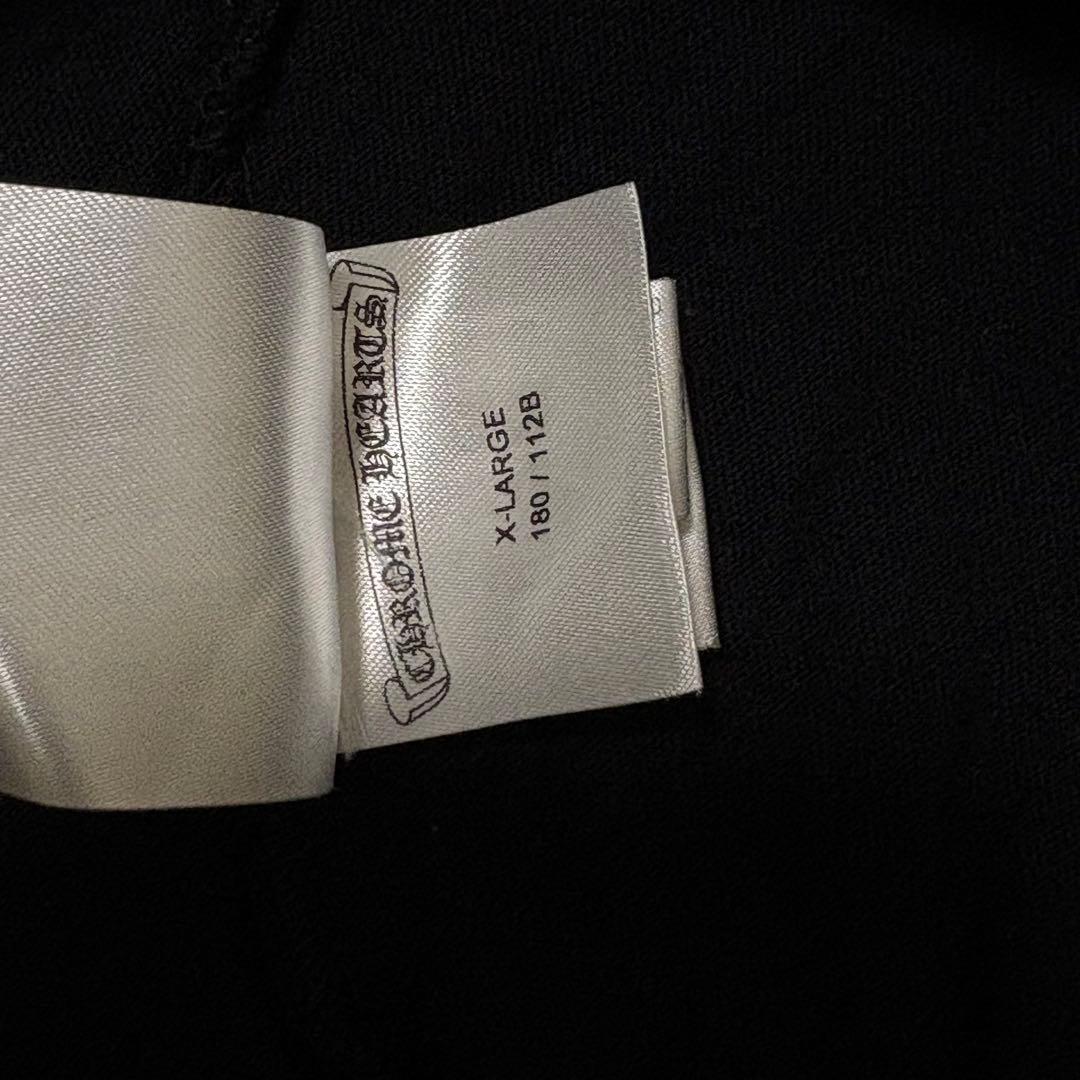 CHROME HEARTS
X-LARGE
180 / 112B